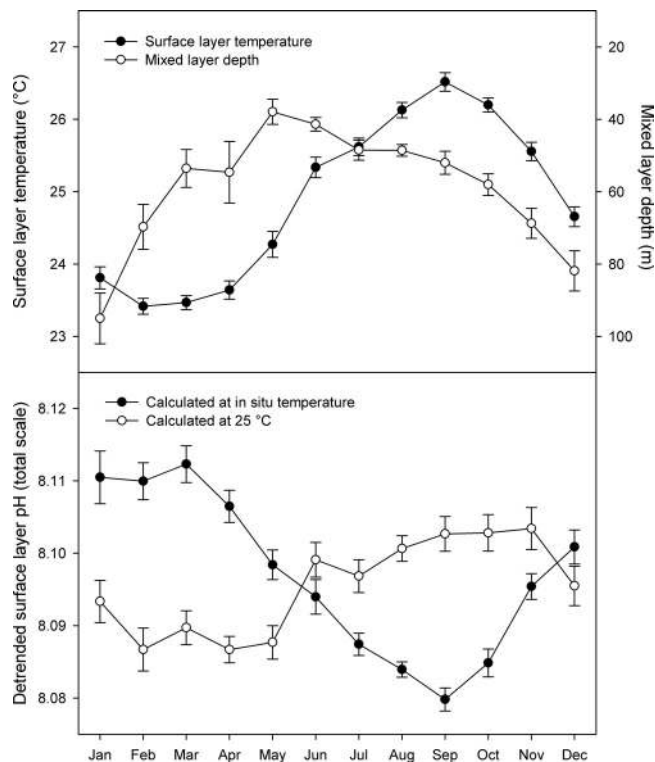 27
26
25
24
23
Surface layer temperature (°C)
Surface layer temperature
Mixed layer depth
20
40
60
80
100
Mixed layer depth (m)
8.12
8.11
8.10
8.09
8.08
Detrended surface layer pH (total scale)
Calculated at in situ temperature
Calculated at 25 °C
Jan Feb Mar Apr May Jun Jul Aug Sep Oct Nov Dec